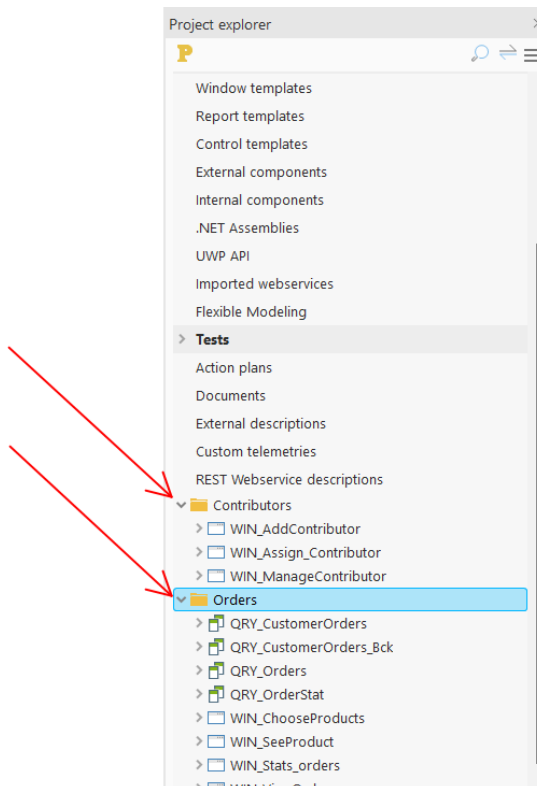 Project explorer
Window templates
Report templates
Control templates
External components
Internal components
.NET Assemblies
UWP API
Imported webservices
Flexible Modeling
Tests
Action plans
Documents
External descriptions
Custom telemetries
REST Webservice descriptions
Contributors
WIN_AddContributor
WIN_Assign_Contributor
WIN_ManageContributor
Orders
QRY_CustomerOrders
QRY_CustomerOrders_Bck
QRY_Orders
QRY_OrderStat
WIN_ChooseProducts
WIN_SeeProduct
WIN_Stats_orders